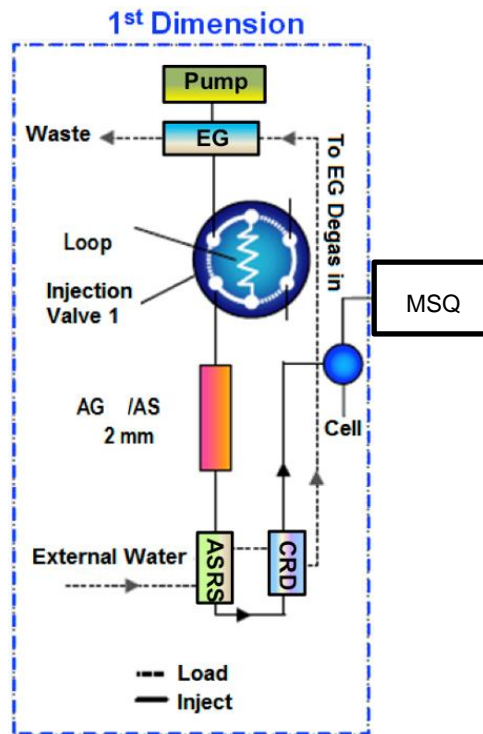 1st Dimension
Pump
Waste
EG
To EG Degas in
Loop
Injection
Valve 1
MSQ
AG /AS
2 mm
Cell
External Water
ASRS
CRD
Load
Inject